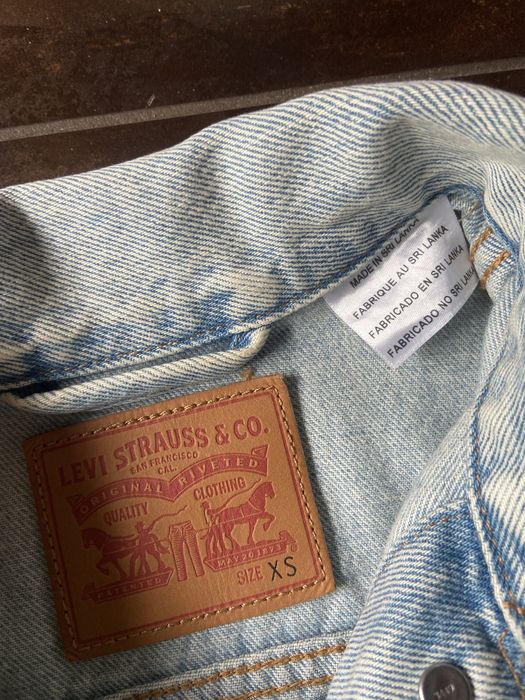 MADE IN SRI LANKA
FABRIQUE AU SRI LANKA
FABRICADO EN SRI LANKA
FABRICADO NO SRI LANKA
LEVI STRAUSS & CO.
SAN FRANCISCO
CAL.
ORIGINAL RIVETED
QUALITY CLOTHING
PATENTED
MAY 20 1873
SIZE XS